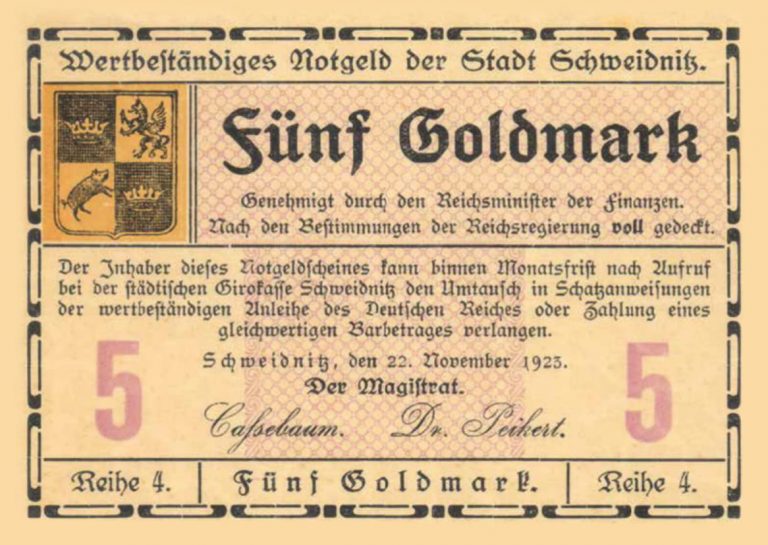 Wertbeständiges Notgeld der Stadt Schweidnitz.
Fünf Goldmark
Genehmigt durch den Reichsminister der Finanzen.
Nach den Bestimmungen der Reichsregierung voll gedeckt.
Der Inhaber dieses Notgeldscheines kann binnen Monatsfrist nach Aufruf
bei der städtischen Girokasse Schweidnitz den Umtausch in Schatzanweisungen
der wertbeständigen Anleihe des Deutschen Reiches oder Zahlung eines
gleichwertigen Barbetrages verlangen.
Schweidnitz, den 22. November 1923.
Der Magistrat.
Cassebaum. Dr. Peikert.
5 5
Reihe 4. Fünf Goldmark. Reihe 4.